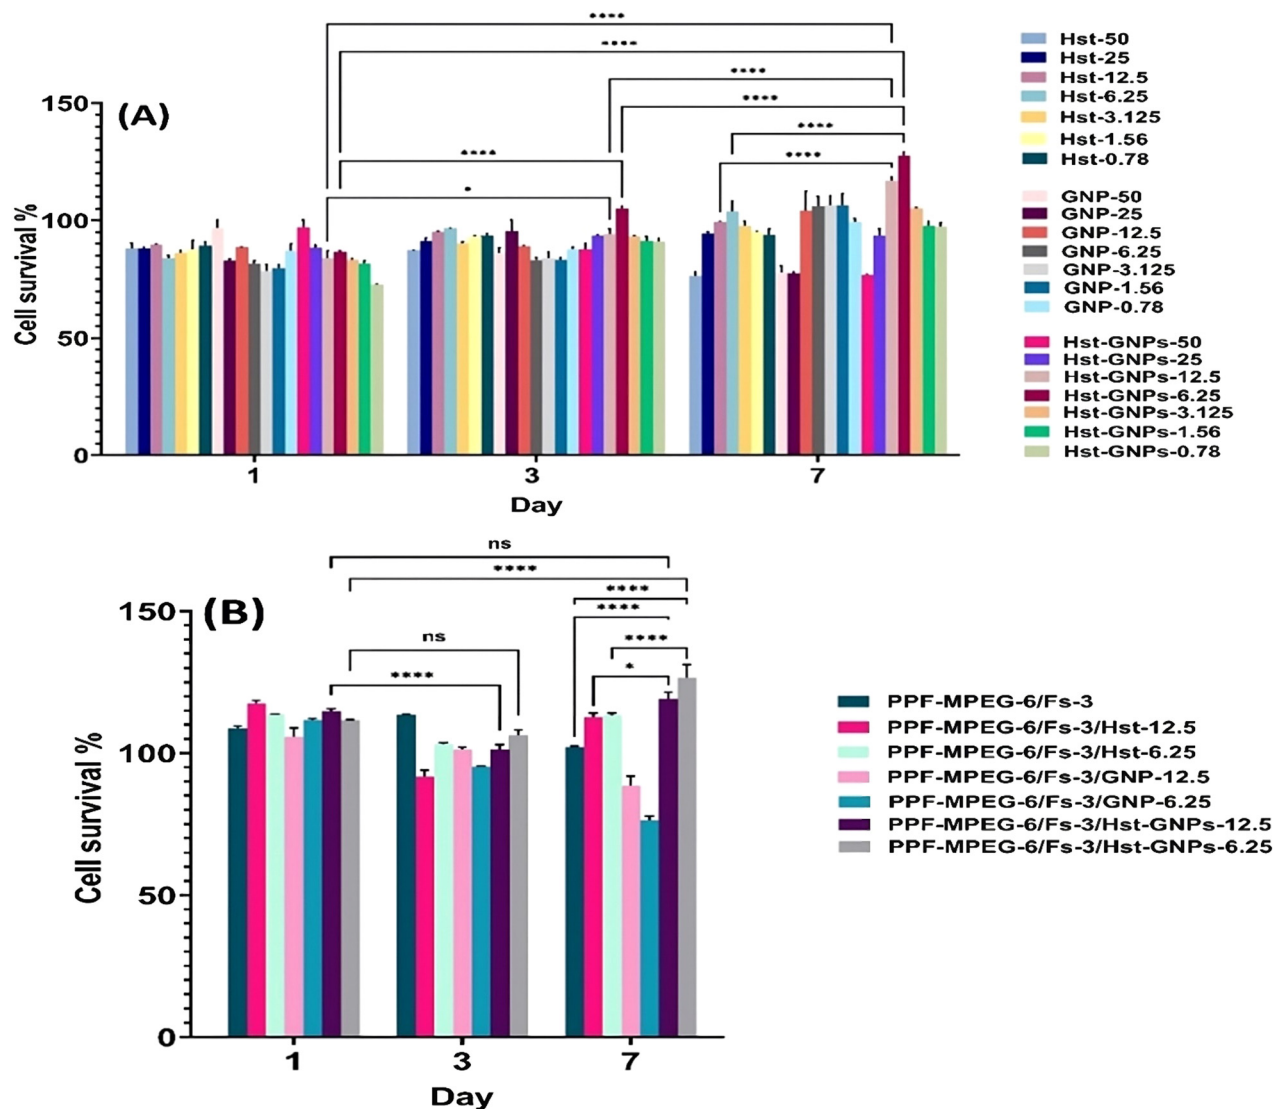 ****
****
****
****
****
****
****
*
(A)
150
100
50
0
Cell survival %
1
3
7
Day
Hst-50
Hst-25
Hst-12.5
Hst-6.25
Hst-3.125
Hst-1.56
Hst-0.78
GNP-50
GNP-25
GNP-12.5
GNP-6.25
GNP-3.125
GNP-1.56
GNP-0.78
Hst-GNPs-50
Hst-GNPs-25
Hst-GNPs-12.5
Hst-GNPs-6.25
Hst-GNPs-3.125
Hst-GNPs-1.56
Hst-GNPs-0.78
ns
****
****
****
ns
****
****
*
(B)
150
100
50
0
Cell survival %
1
3
7
Day
PPF-MPEG-6/Fs-3
PPF-MPEG-6/Fs-3/Hst-12.5
PPF-MPEG-6/Fs-3/Hst-6.25
PPF-MPEG-6/Fs-3/GNP-12.5
PPF-MPEG-6/Fs-3/GNP-6.25
PPF-MPEG-6/Fs-3/Hst-GNPs-12.5
PPF-MPEG-6/Fs-3/Hst-GNPs-6.25